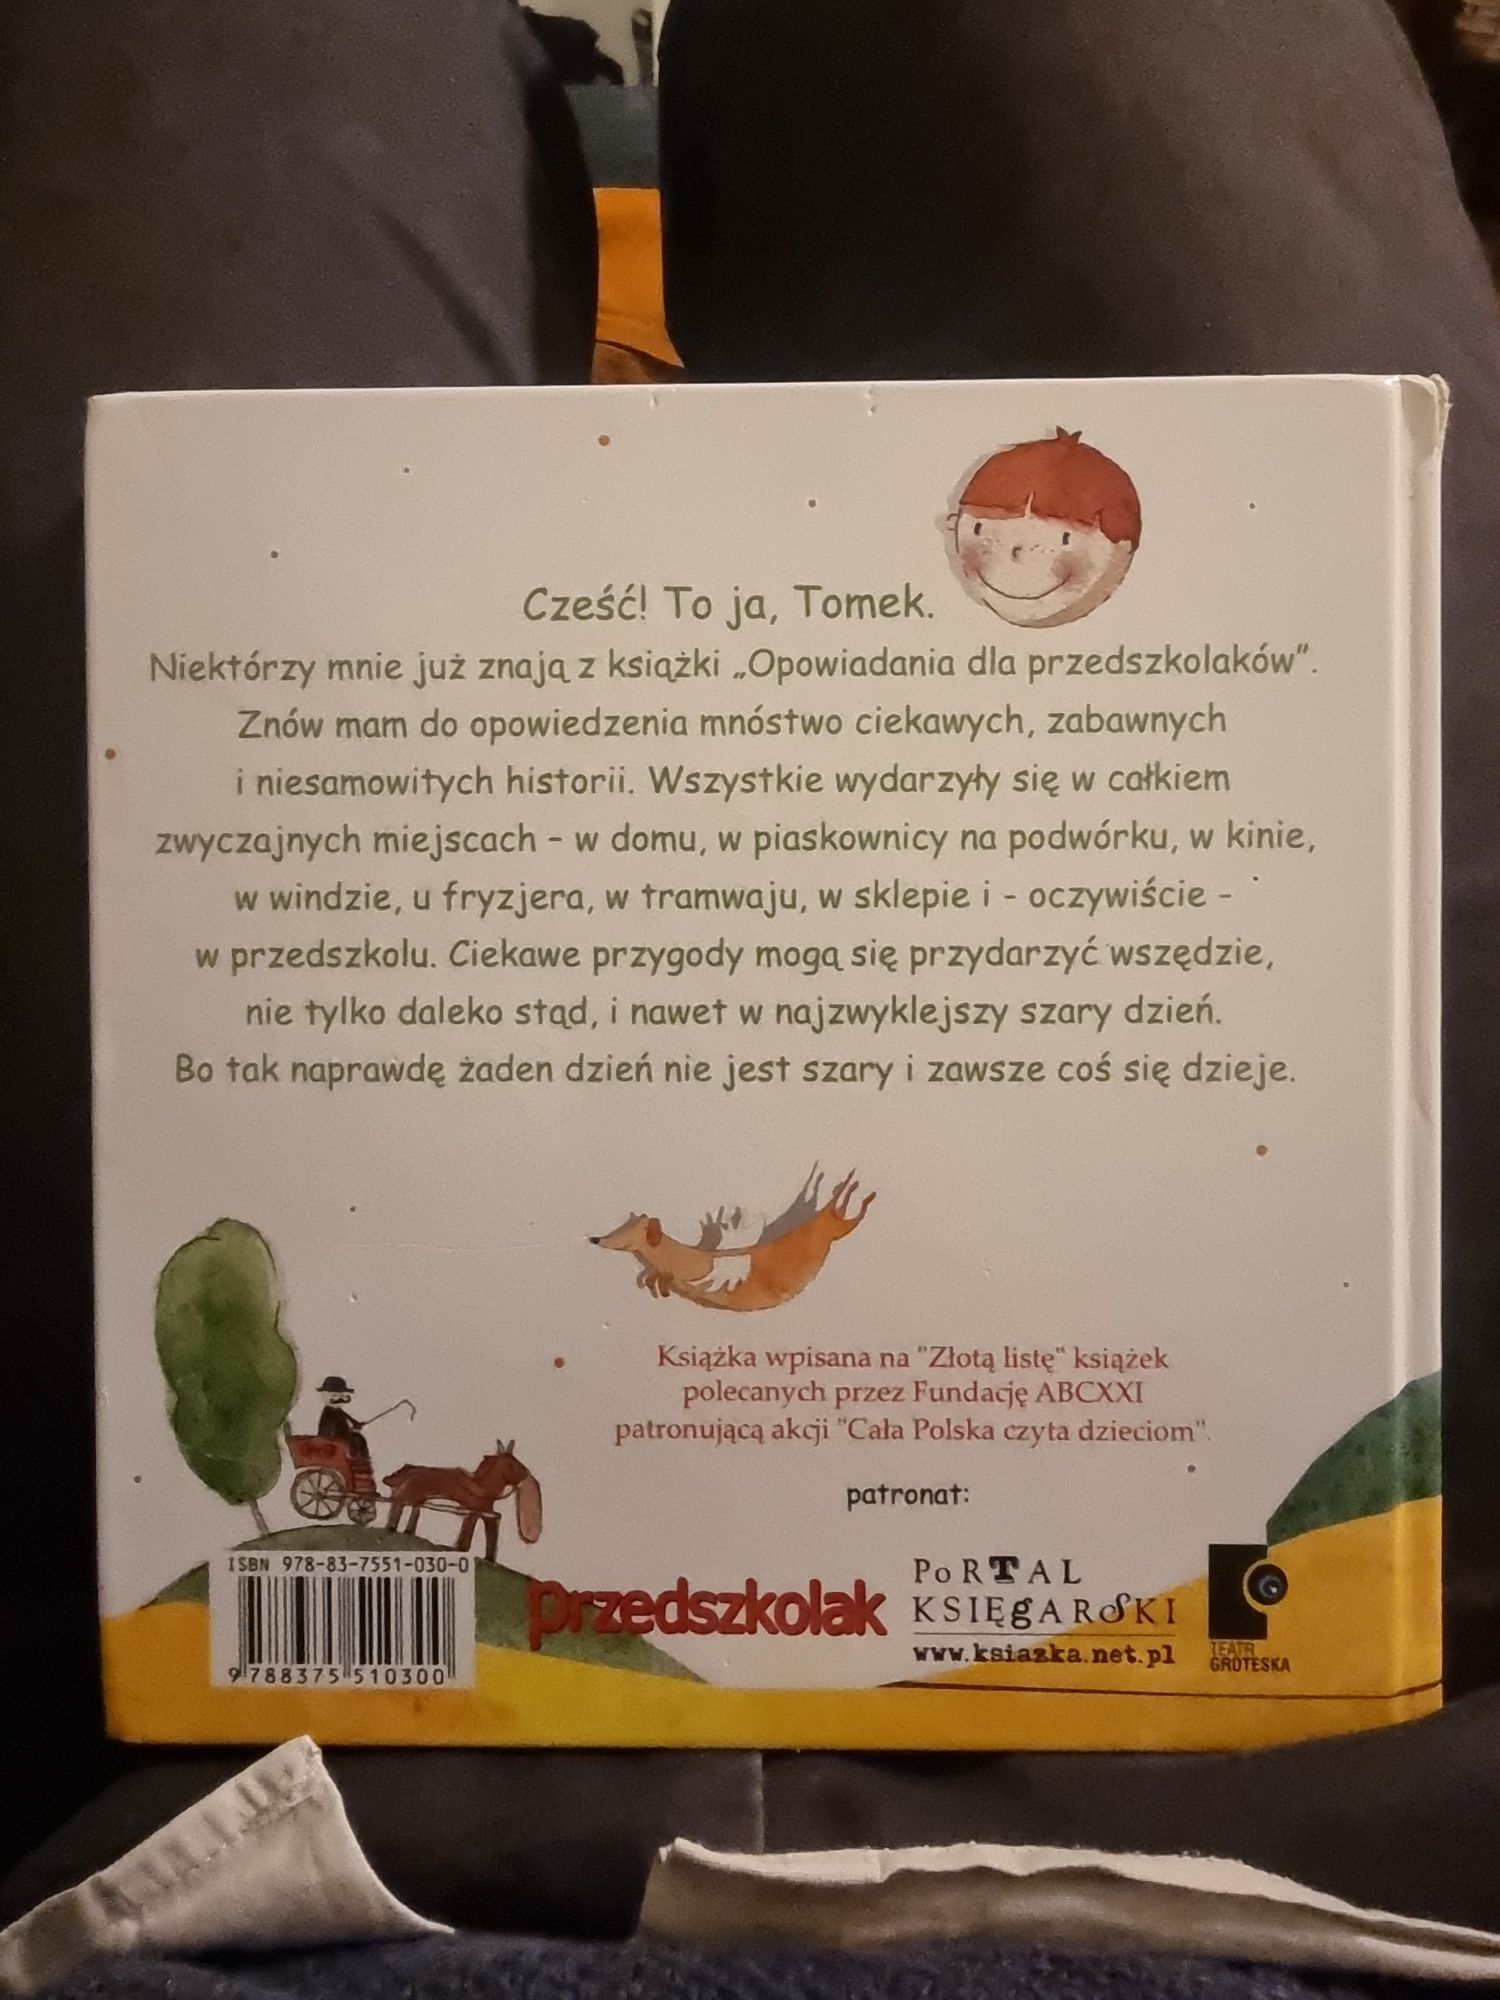 Cześć! To ja, Tomek.
Niektórzy mnie już znają z książki „Opowiadania dla przedszkolaków”.
Znów mam do opowiedzenia mnóstwo ciekawych, zabawnych
i niesamowitych historii. Wszystkie wydarzyły się w całkiem
zwyczajnych miejscach – w domu, w piaskownicy na podwórku, w kinie,
w windzie, u fryzjera, w tramwaju, w sklepie i - oczywiście -
w przedszkolu. Ciekawe przygody mogą się przydarzyć wszędzie,
nie tylko daleko stąd, i nawet w najzwyklejszy szary dzień.
Bo tak naprawdę żaden dzień nie jest szary i zawsze coś się dzieje.
Książka wpisana na "Złotą listę" książek
polecanych przez Fundację ABCXXI
patronującą akcji "Cała Polska czyta dzieciom".
patronat:
ISBN 978-83-7551-030-0
9 788375 510300
przedszkolak
PoRTAL
KSIĘgARSKI
www.ksiazka.net.pl
TEATR
GROTESKA